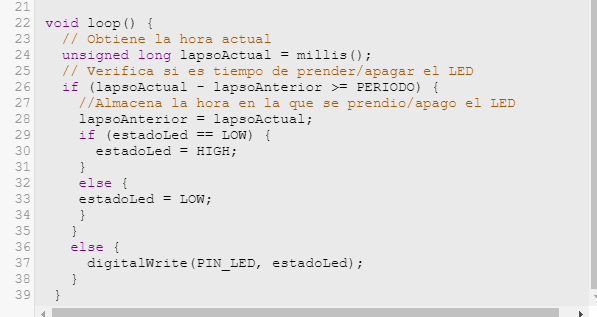 21
22 void loop() {
23 // Obtiene la hora actual
24 unsigned long lapsoActual = millis();
25 // Verifica si es tiempo de prender/apagar el LED
26 if (lapsoActual - lapsoAnterior >= PERIODO) {
27 //Almacena la hora en la que se prendio/apago el LED
28 lapsoAnterior = lapsoActual;
29 if (estadoLed == LOW) {
30 estadoLed = HIGH;
31 }
32 else {
33 estadoLed = LOW;
34 }
35 }
36 else {
37 digitalWrite(PIN_LED, estadoLed);
38 }
39 }